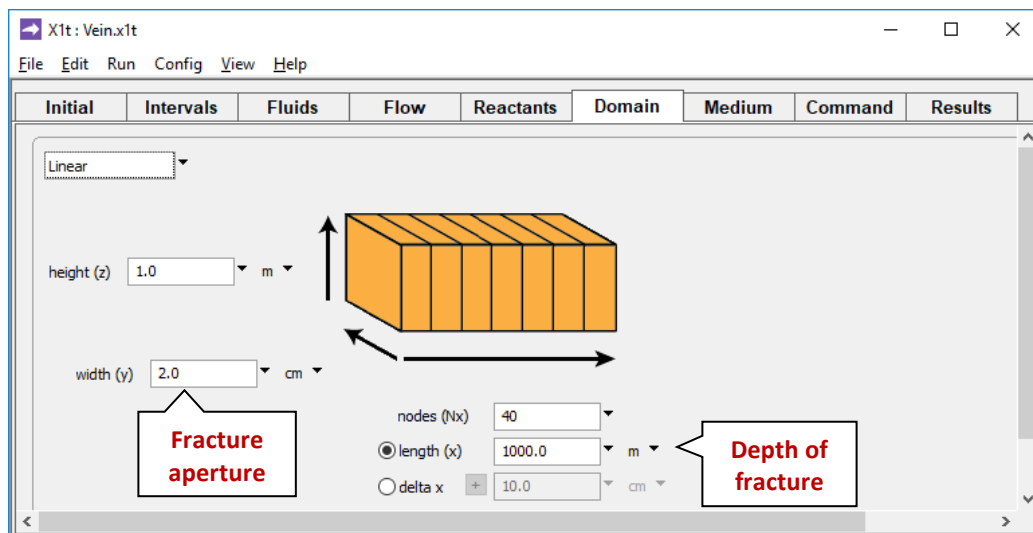 X1t : Vein.x1t
File Edit Run Config View Help
Initial Intervals Fluids Flow Reactants Domain Medium Command Results
Linear
height (z) 1.0 m
width (y) 2.0 cm
Fracture
aperture
nodes (Nx) 40
length (x) 1000.0 m
delta x + 10.0 cm
Depth of
fracture